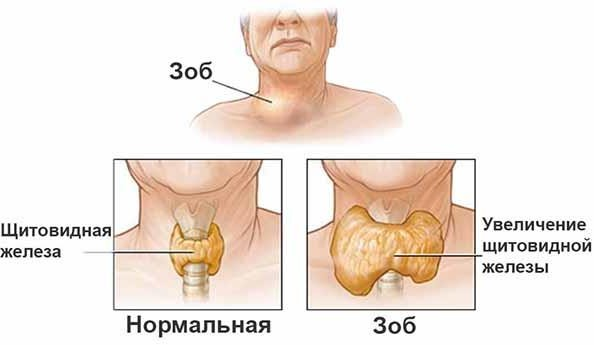 Зоб
Щитовидная
железа
Увеличение
щитовидной
железы
Нормальная
Зоб